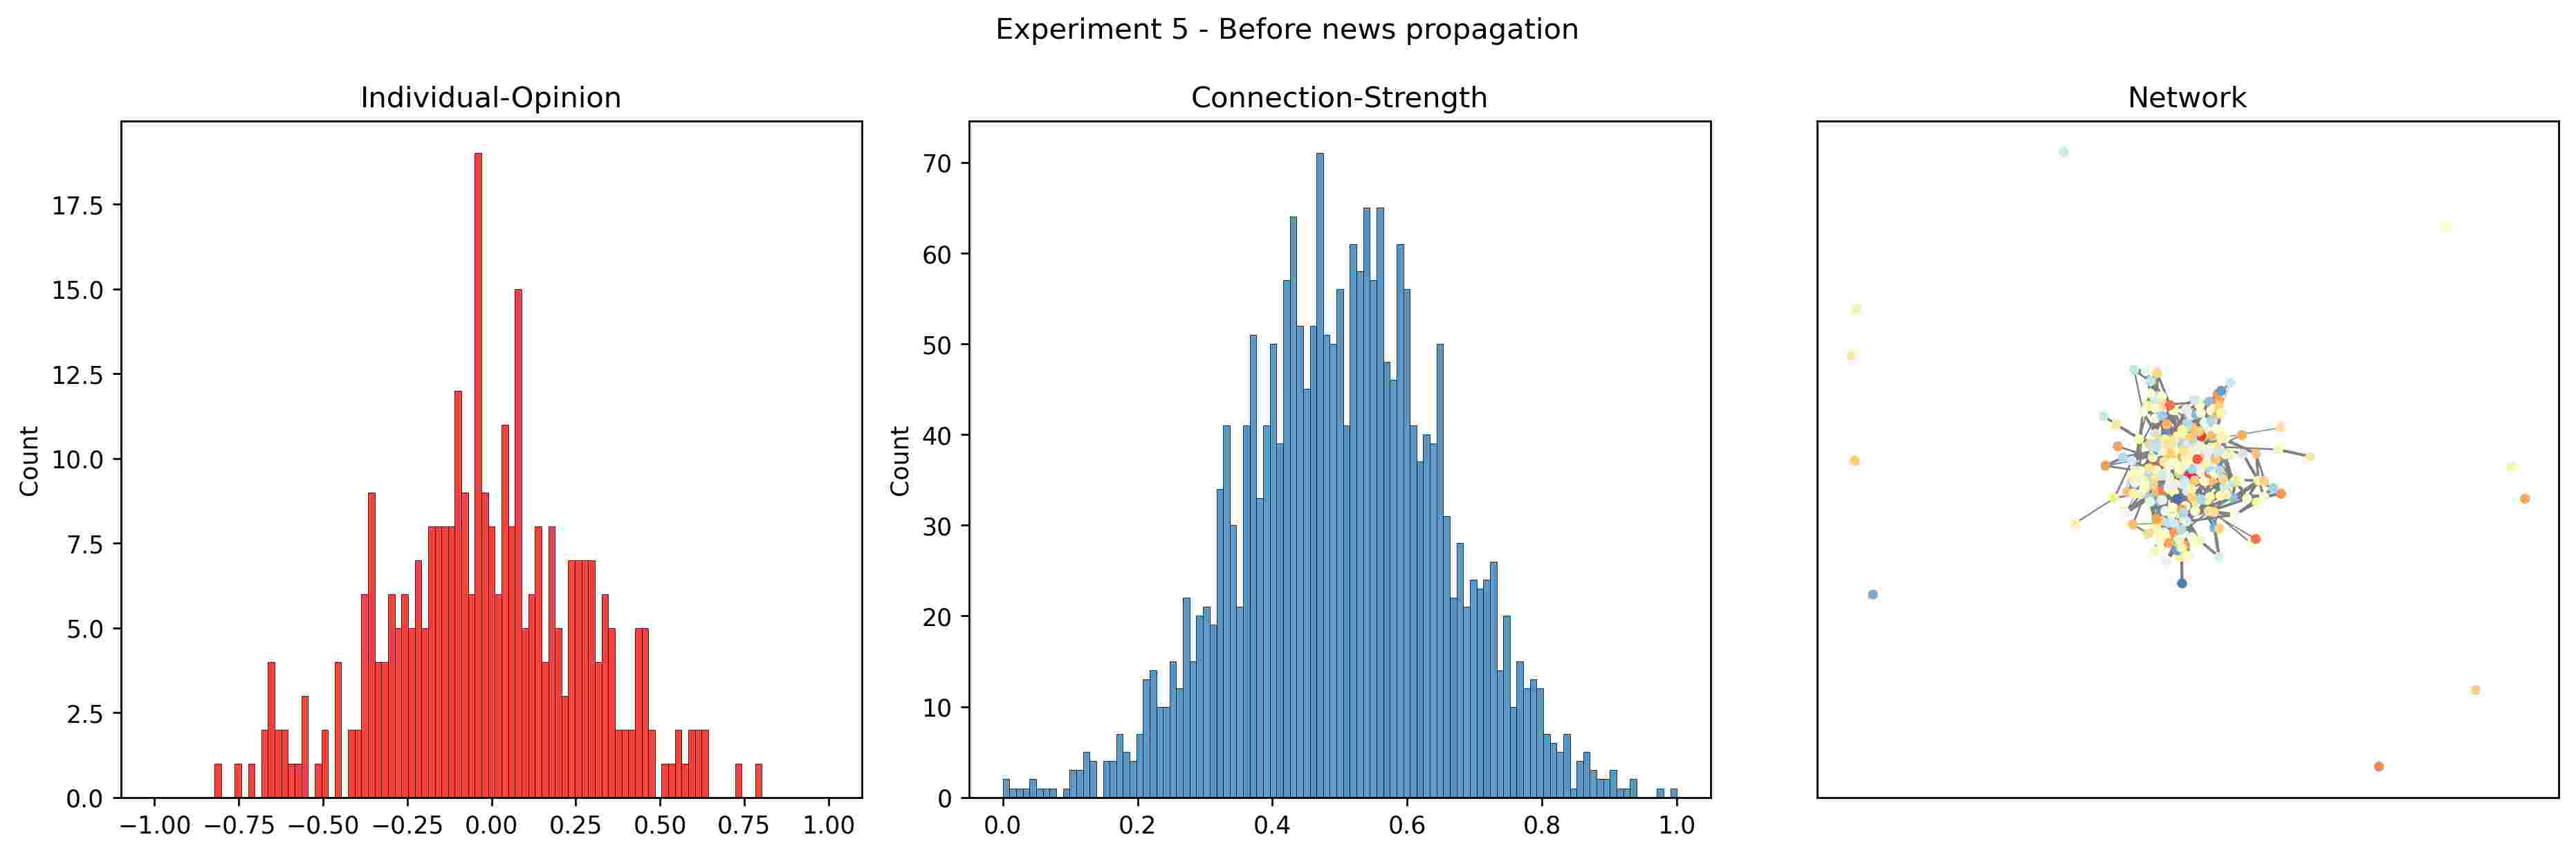 Experiment 5 - Before news propagation
Individual-Opinion
Connection-Strength
Network
Count
17.5
15.0
12.5
10.0
7.5
5.0
2.5
0.0
−1.00 −0.75 −0.50 −0.25 0.00 0.25 0.50 0.75 1.00
Count
70
60
50
40
30
20
10
0
0.0 0.2 0.4 0.6 0.8 1.0